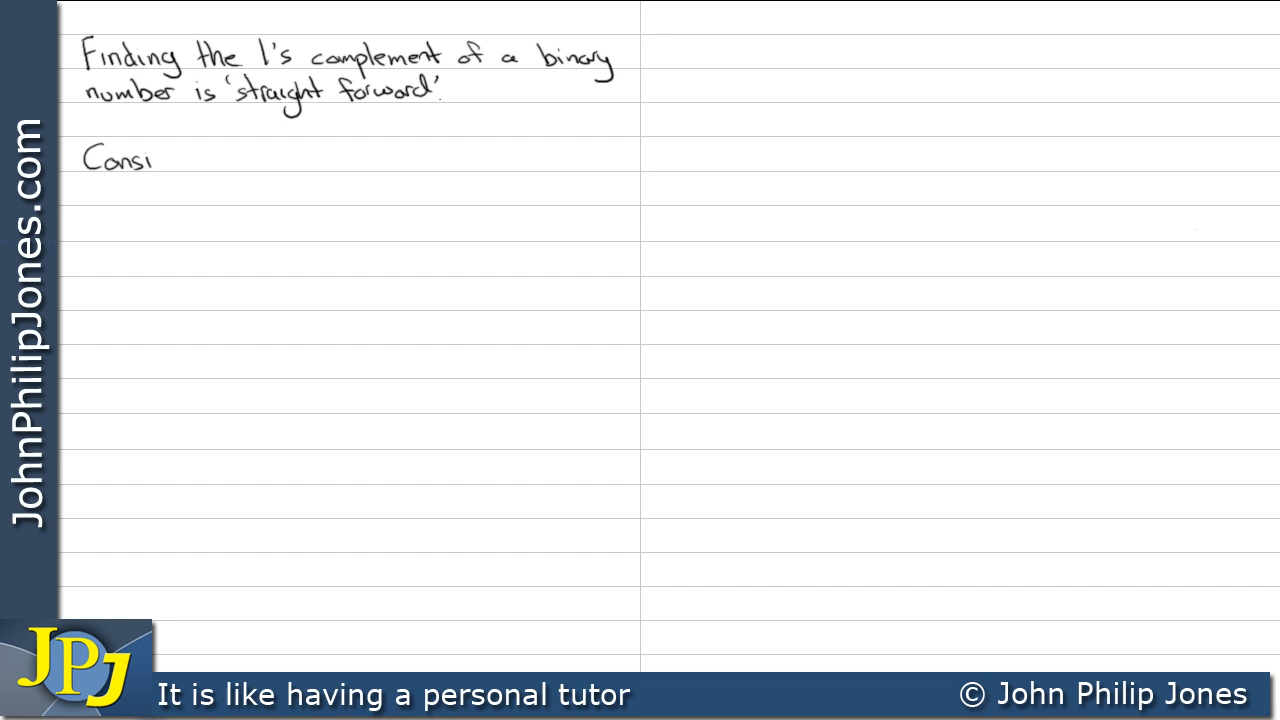 Finding the 1's complement of a binary
number is 'straight forward'.
Consi
JohnPhilipJones.com
JPJ
It is like having a personal tutor
© John Philip Jones